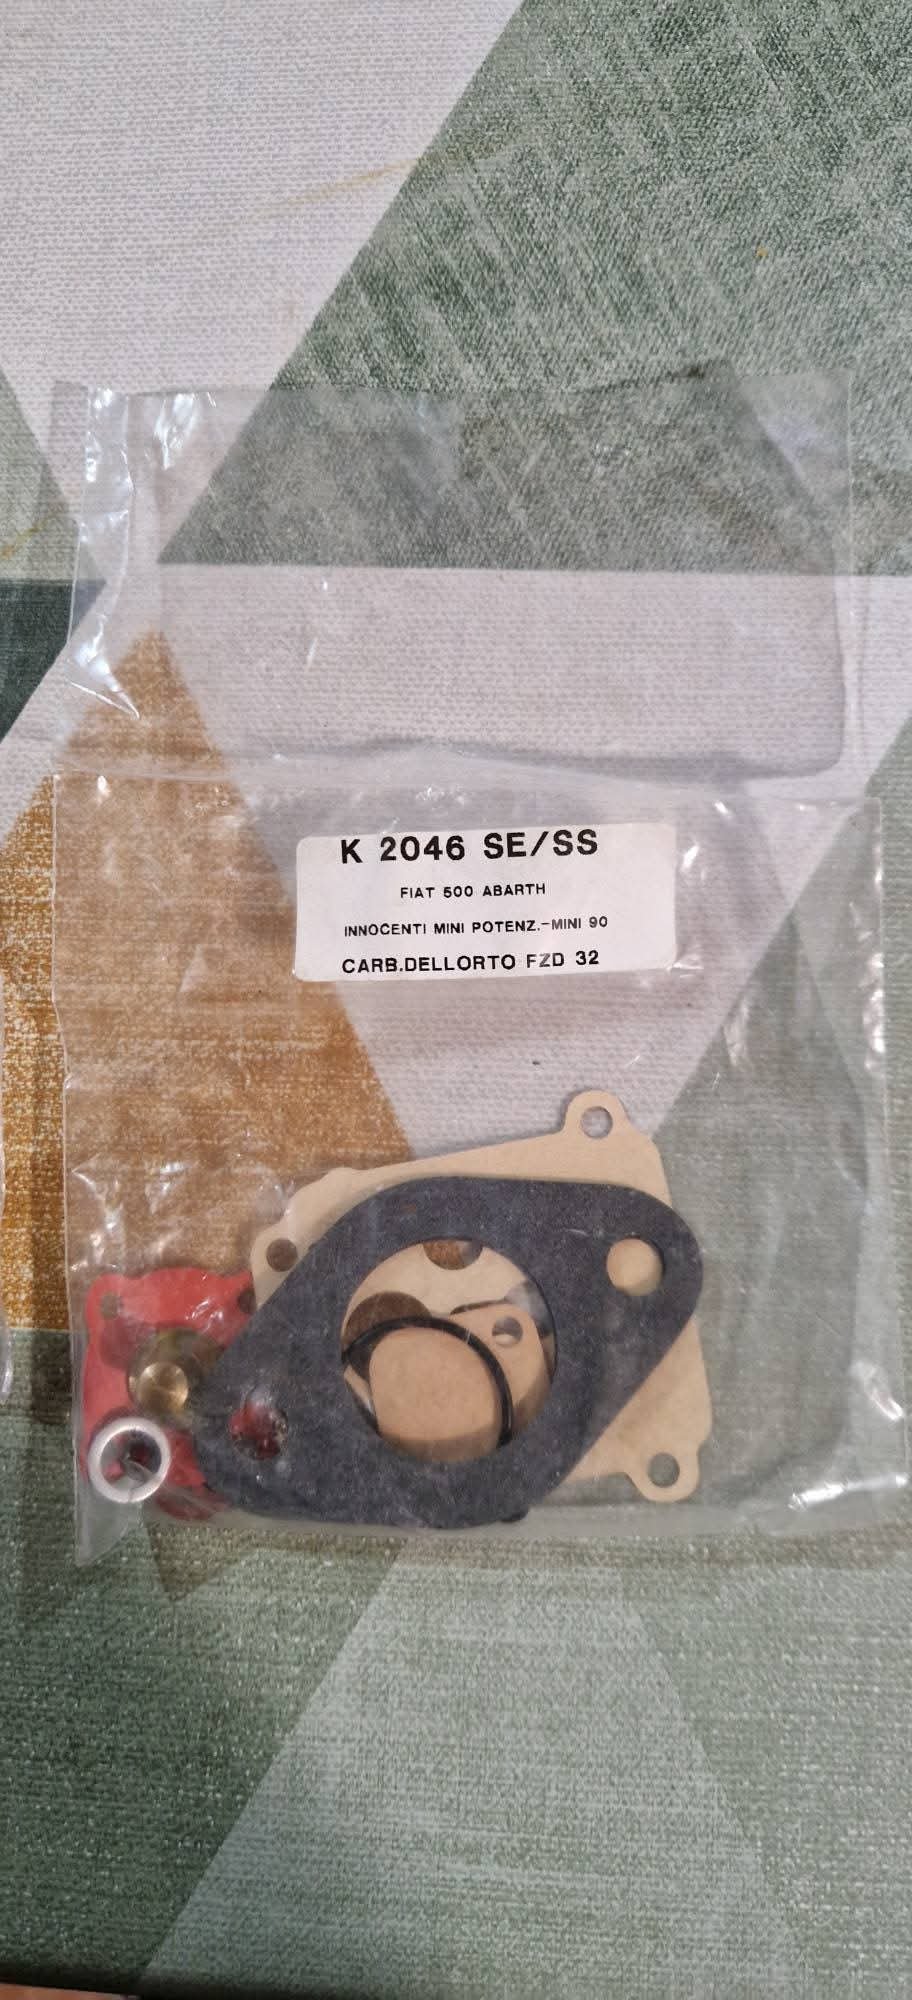 K 2046 SE/SS
FIAT 500 ABARTH
INNOCENTI MINI POTENZ.-MINI 90
CARB.DELLORTO FZD 32